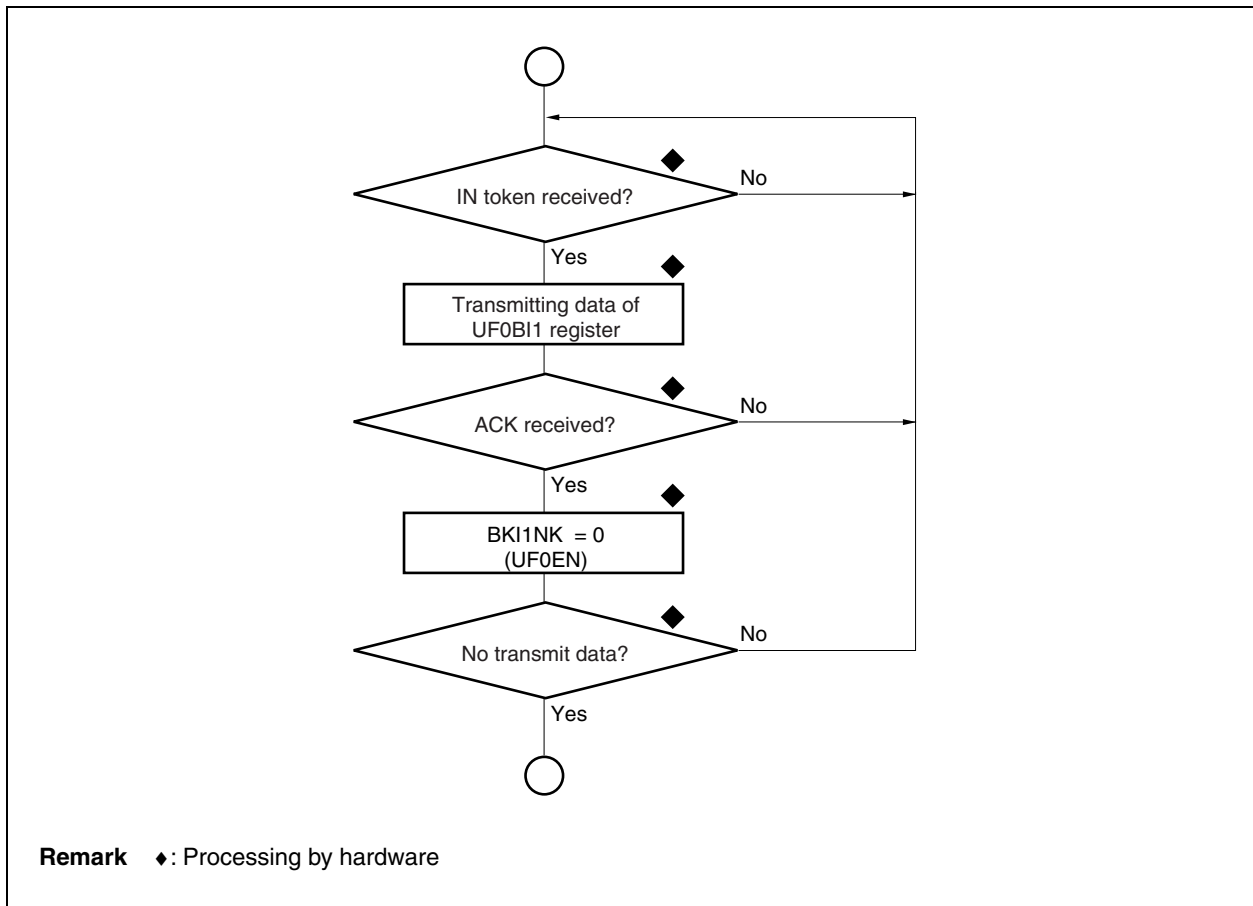 IN token received?
No
Yes
Transmitting data of
UF0BI1 register
ACK received?
No
Yes
BKI1NK = 0
(UF0EN)
No transmit data?
No
Yes
Remark ♦: Processing by hardware